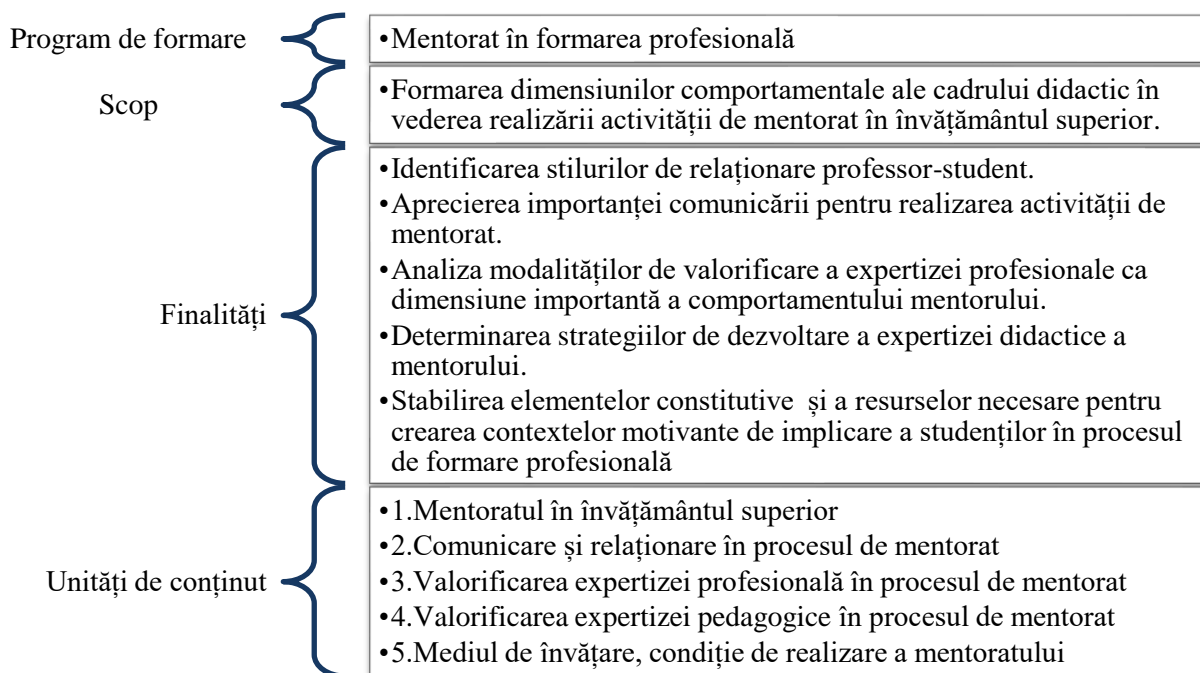 Program de formare
•Mentorat în formarea profesională
Scop
•Formarea dimensiunilor comportamentale ale cadrului didactic în
vederea realizării activității de mentorat în învățământul superior.
Finalități
•Identificarea stilurilor de relaționare professor-student.
•Aprecierea importanței comunicării pentru realizarea activității de
mentorat.
•Analiza modalităților de valorificare a expertizei profesionale ca
dimensiune importantă a comportamentului mentorului.
•Determinarea strategiilor de dezvoltare a expertizei didactice a
mentorului.
•Stabilirea elementelor constitutive și a resurselor necesare pentru
crearea contextelor motivante de implicare a studenților în procesul
de formare profesională
Unități de conținut
•1.Mentoratul în învățământul superior
•2.Comunicare și relaționare în procesul de mentorat
•3.Valorificarea expertizei profesională în procesul de mentorat
•4.Valorificarea expertizei pedagogice în procesul de mentorat
•5.Mediul de învățare, condiție de realizare a mentoratului